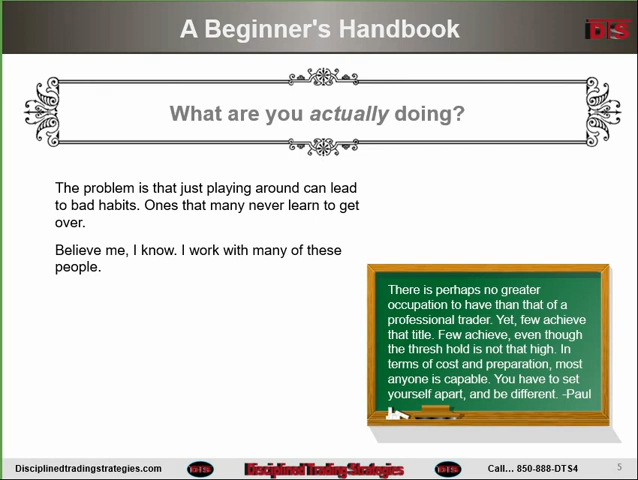 A Beginner's Handbook
DTS
What are you actually doing?
The problem is that just playing around can lead
to bad habits. Ones that many never learn to get
over.
Believe me, I know. I work with many of these
people.
There is perhaps no greater
occupation to have than that of a
professional trader. Yet, few achieve
that title. Few achieve, even though
the thresh hold is not that high. In
terms of cost and preparation, most
anyone is capable. You have to set
yourself apart, and be different. -Paul
Disciplinedtradingstrategies.com
DTS
Disciplined Trading Strategies
DTS
Call... 850-888-DTS4
5